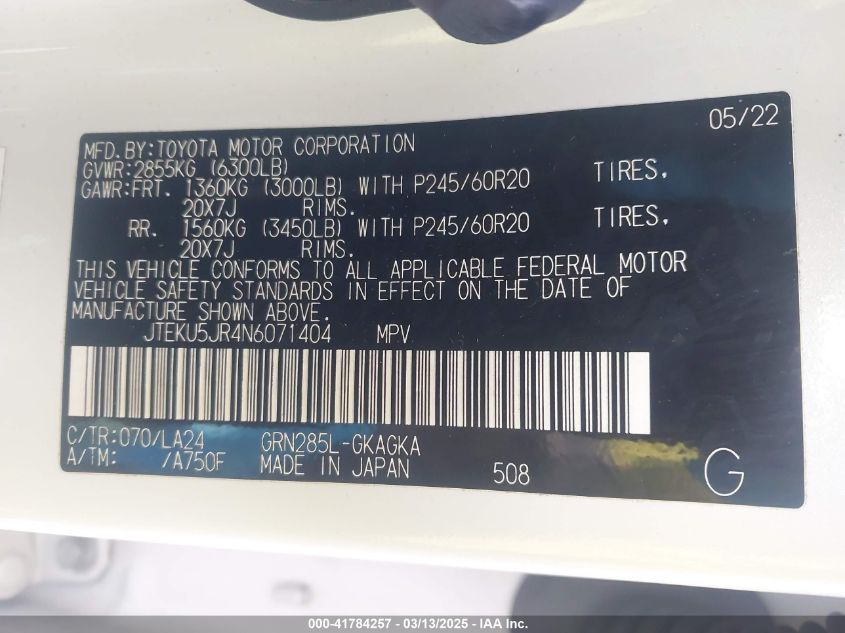 05/22
MFD. BY: TOYOTA MOTOR CORPORATION
GVWR: 2855KG (6300LB)
GAWR: FRT. 1360KG (3000LB) WITH P245/60R20 TIRES.
20X7J RIMS.
RR. 1560KG (3450LB) WITH P245/60R20 TIRES.
20X7J RIMS.
THIS VEHICLE CONFORMS TO ALL APPLICABLE FEDERAL MOTOR
VEHICLE SAFETY STANDARDS IN EFFECT ON THE DATE OF
MANUFACTURE SHOWN ABOVE.
JTEKU5JR4N6071404 MPV
C/TR: 070/LA24 GRN285L-GKAGKA
A/TM: /A750F MADE IN JAPAN 508 G
000-41784257 - 03/13/2025 - IAA Inc.